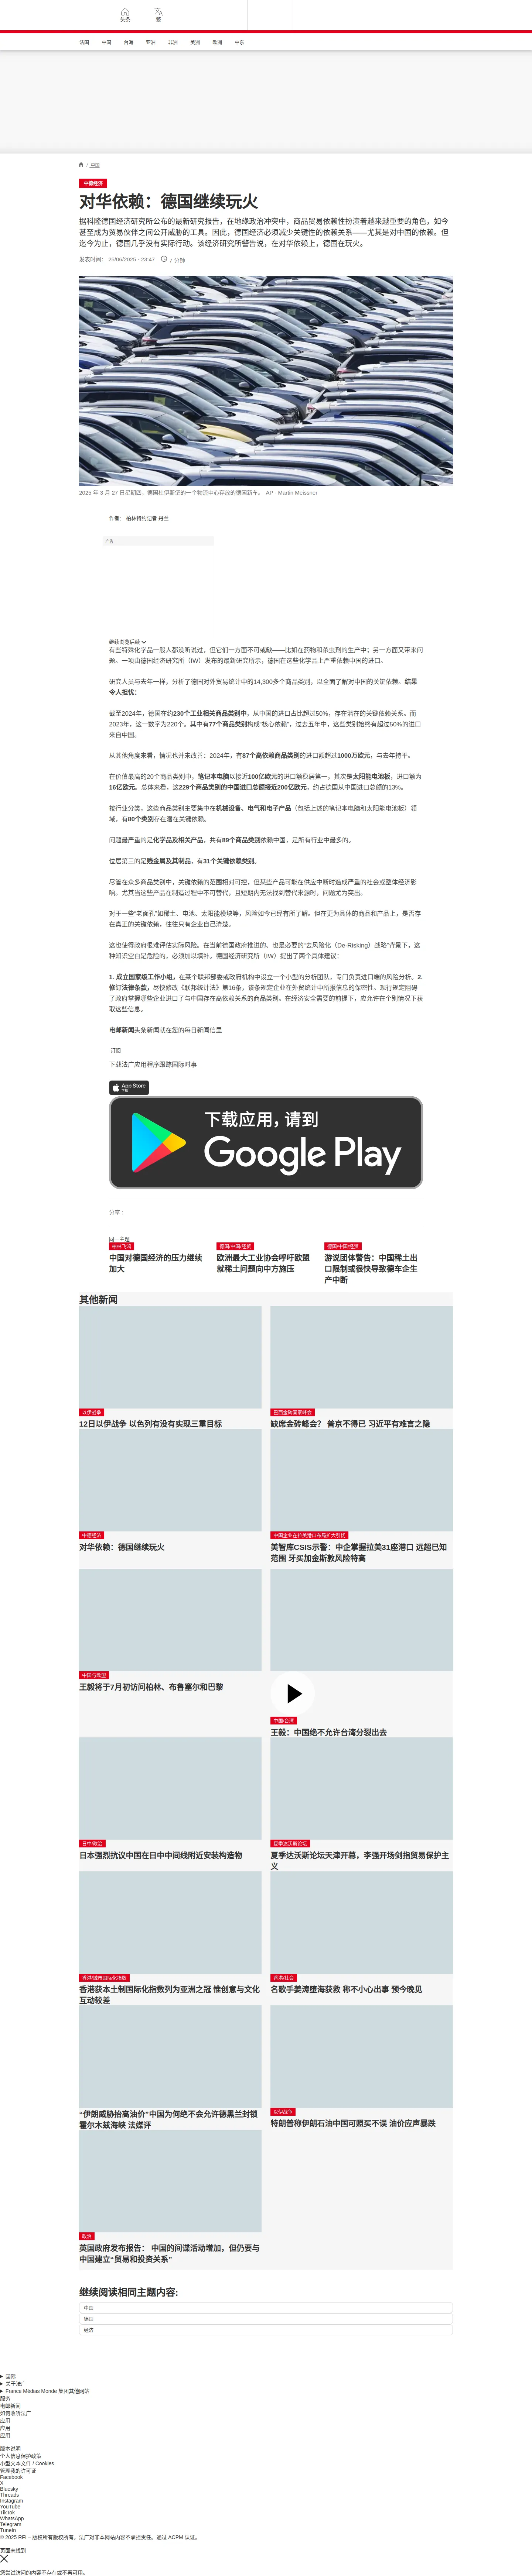 头条
繁
法国
中国
台海
亚洲
非洲
美洲
欧洲
中东
/ 中国
中德经济
对华依赖：德国继续玩火
据科隆德国经济研究所公布的最新研究报告，在地缘政治冲突中，商品贸易依赖性扮演着越来越重要的角色，如今
甚至成为贸易伙伴之间公开威胁的工具。因此，德国经济必须减少关键性的依赖关系——尤其是对中国的依赖。但
迄今为止，德国几乎没有实际行动。该经济研究所警告说，在对华依赖上，德国在玩火。
发表时间： 25/06/2025 - 23:47 7 分钟
2025 年 3 月 27 日星期四，德国杜伊斯堡的一个物流中心存放的德国新车。 AP - Martin Meissner
作者： 柏林特约记者 丹兰
广告
继续浏览后续
有些特殊化学品一般人都没听说过，但它们一方面不可或缺——比如在药物和杀虫剂的生产中；另一方面又带来问
题。一项由德国经济研究所（IW）发布的最新研究所示，德国在这些化学品上严重依赖中国的进口。
研究人员与去年一样，分析了德国对外贸易统计中的14,300多个商品类别，以全面了解对中国的关键依赖。结果
令人担忧：
截至2024年，德国在约230个工业相关商品类别中，从中国的进口占比超过50%，存在潜在的关键依赖关系。而
2023年，这一数字为220个。其中有77个商品类别构成“核心依赖”，过去五年中，这些类别始终有超过50%的进口
来自中国。
从其他角度来看，情况也并未改善：2024年，有87个高依赖商品类别的进口额超过1000万欧元，与去年持平。
在价值最高的20个商品类别中，笔记本电脑以接近100亿欧元的进口额稳居第一，其次是太阳能电池板，进口额为
16亿欧元。总体来看，这229个商品类别的中国进口总额接近200亿欧元，约占德国从中国进口总额的13%。
按行业分类，这些商品类别主要集中在机械设备、电气和电子产品（包括上述的笔记本电脑和太阳能电池板）领
域，有80个类别存在潜在关键依赖。
问题最严重的是化学品及相关产品，共有89个商品类别依赖中国，是所有行业中最多的。
位居第三的是贱金属及其制品，有31个关键依赖类别。
尽管在众多商品类别中，关键依赖的范围相对可控，但某些产品可能在供应中断时造成严重的社会或整体经济影
响。尤其当这些产品在制造过程中不可替代，且短期内无法找到替代来源时，问题尤为突出。
对于一些“老面孔”如稀土、电池、太阳能模块等，风险如今已经有所了解。但在更为具体的商品和产品上，是否存
在真正的关键依赖，往往只有企业自己清楚。
这也使得政府很难评估实际风险。在当前德国政府推进的、也是必要的“去风险化（De-Risking）战略”背景下，这
种知识空白是危险的，必须加以填补。德国经济研究所（IW）提出了两个具体建议：
1. 成立国家级工作小组，在某个联邦部委或政府机构中设立一个小型的分析团队，专门负责进口端的风险分析。2.
修订法律条款，尽快修改《联邦统计法》第16条，该条规定企业在外贸统计中所报信息的保密性。现行规定阻碍
了政府掌握哪些企业进口了与中国存在高依赖关系的商品类别。在经济安全需要的前提下，应允许在个别情况下获
取这些信息。
电邮新闻头条新闻就在您的每日新闻信里
订阅
下载法广应用程序跟踪国际时事
App Store
下载应用，请到
Google Play
分享 :
同一主题
柏林飞鸿
中国对德国经济的压力继续
加大
德国/中国/经贸
欧洲最大工业协会呼吁欧盟
就稀土问题向中方施压
德国/中国/经贸
游说团体警告：中国稀土出
口限制或很快导致德车企生
产中断
其他新闻
以伊战争
12日以伊战争 以色列有没有实现三重目标
巴西金砖国家峰会
缺席金砖峰会？ 普京不得已 习近平有难言之隐
中德经济
对华依赖：德国继续玩火
中国企业在拉美港口布局扩大引忧
美智库CSIS示警：中企掌握拉美31座港口 远超已知
范围 牙买加金斯敦风险特高
中国与欧盟
王毅将于7月初访问柏林、布鲁塞尔和巴黎
中国/台湾
王毅：中国绝不允许台湾分裂出去
日中/政治
日本强烈抗议中国在日中中间线附近安装构造物
夏季达沃斯论坛
夏季达沃斯论坛天津开幕，李强开场剑指贸易保护主
义
香港/城市国际化指数
香港获本土制国际化指数列为亚洲之冠 惟创意与文化
互动较差
香港/社会
名歌手姜涛堕海获救 称不小心出事 预今晚见
“伊朗威胁抬高油价”中国为何绝不会允许德黑兰封锁
霍尔木兹海峡 法媒评
以伊战争
特朗普称伊朗石油中国可照买不误 油价应声暴跌
政治
英国政府发布报告： 中国的间谍活动增加，但仍要与
中国建立“贸易和投资关系”
继续阅读相同主题内容:
中国
德国
经济
国际
关于法广
France Médias Monde 集团其他网站
服务
电邮新闻
如何收听法广
应用
应用
应用
版本说明
个人信息保护政策
小型文本文件 / Cookies
管理我的许可证
Facebook
X
Bluesky
Threads
Instagram
YouTube
TikTok
WhatsApp
Telegram
TuneIn
© 2025 RFI – 版权所有版权所有。法广对非本网站内容不承担责任。通过 ACPM 认证。
页面未找到
您尝试访问的内容不存在或不再可用。